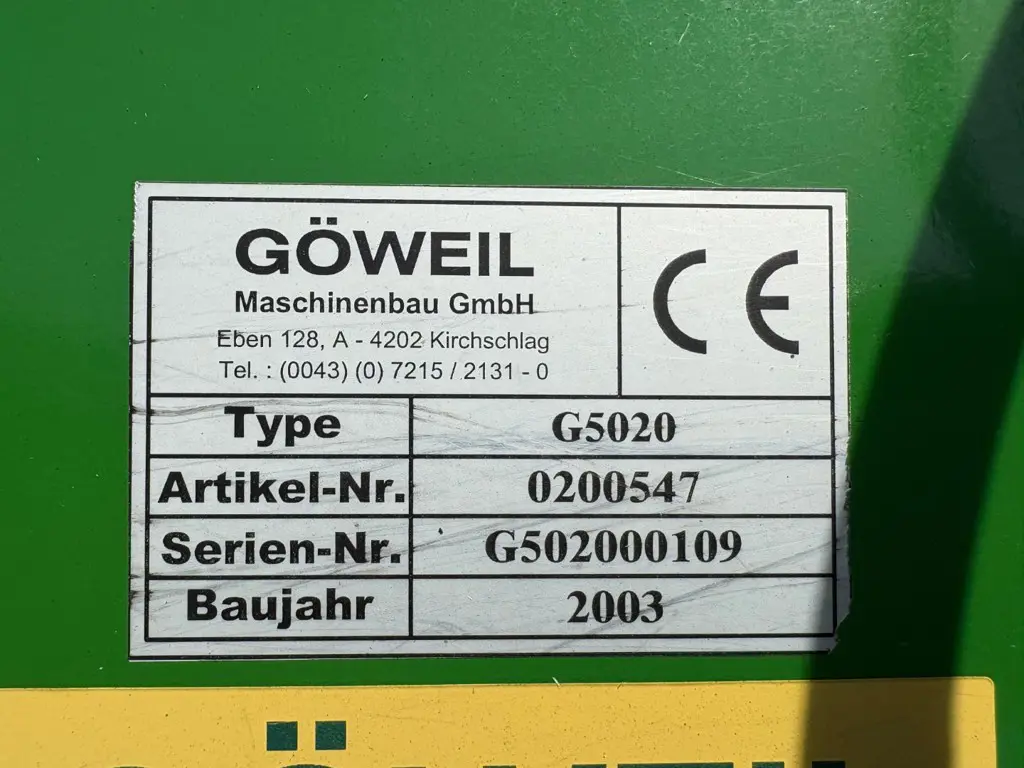 GÖWEIL
Maschinenbau GmbH
Eben 128, A - 4202 Kirchschlag
Tel. : (0043) (0) 7215 / 2131 - 0
CE
Type G5020
Artikel-Nr. 0200547
Serien-Nr. G502000109
Baujahr 2003